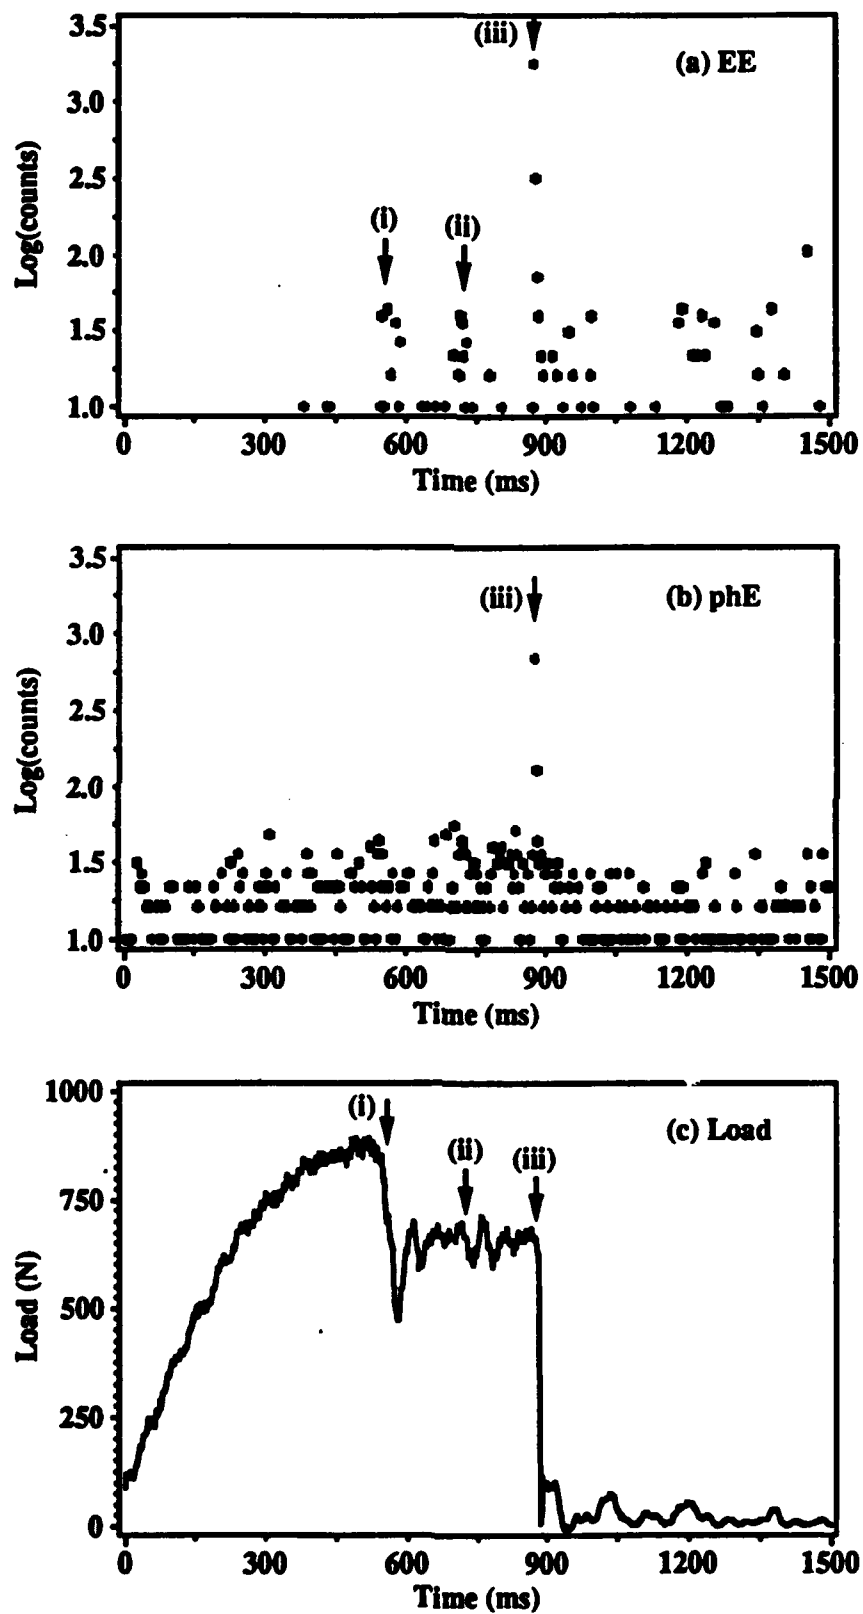 (a) EE
(iii)
(i)
(ii)
Log(counts)
3.5
3.0
2.5
2.0
1.5
1.0
0 300 600 900 1200 1500
Time (ms)
(b) phE
(iii)
Log(counts)
3.5
3.0
2.5
2.0
1.5
1.0
0 300 600 900 1200 1500
Time (ms)
(c) Load
(i)
(ii)
(iii)
Load (N)
1000
750
500
250
0
0 300 600 900 1200 1500
Time (ms)